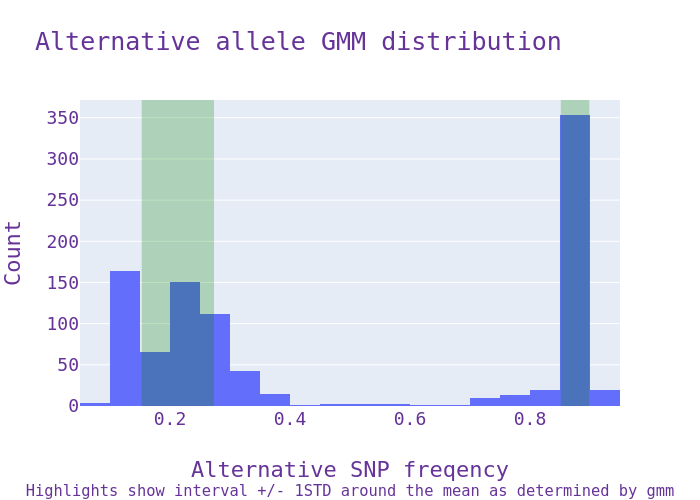 Alternative allele GMM distribution
Count
350
300
250
200
150
100
50
0
0.2 0.4 0.6 0.8
Alternative SNP freqency
Highlights show interval +/- 1STD around the mean as determined by gmm